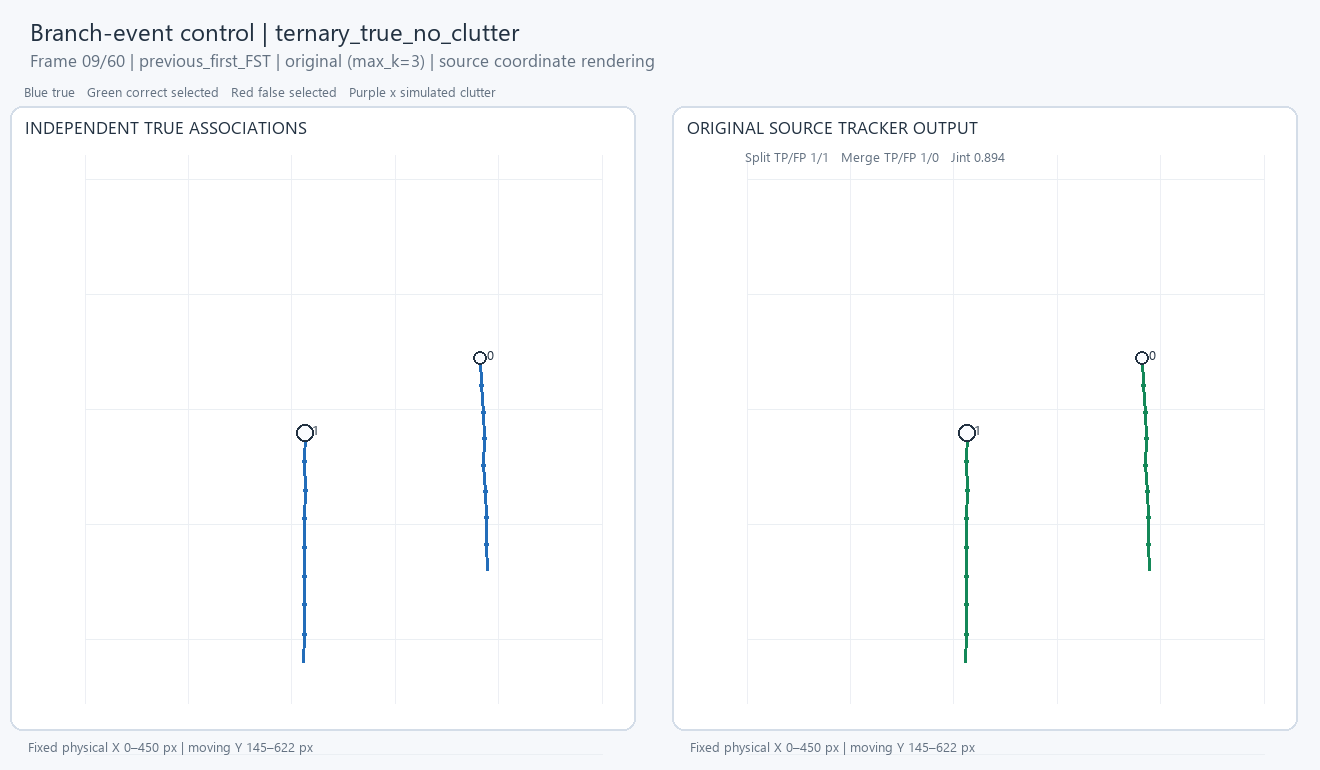 Branch-event control | ternary_true_no_clutter
Frame 09/60 | previous_first_FST | original (max_k=3) | source coordinate rendering
Blue true Green correct selected Red false selected Purple x simulated clutter
INDEPENDENT TRUE ASSOCIATIONS
0
1
Fixed physical X 0–450 px | moving Y 145–622 px
ORIGINAL SOURCE TRACKER OUTPUT
Split TP/FP 1/1 Merge TP/FP 1/0 Jint 0.894
0
1
Fixed physical X 0–450 px | moving Y 145–622 px